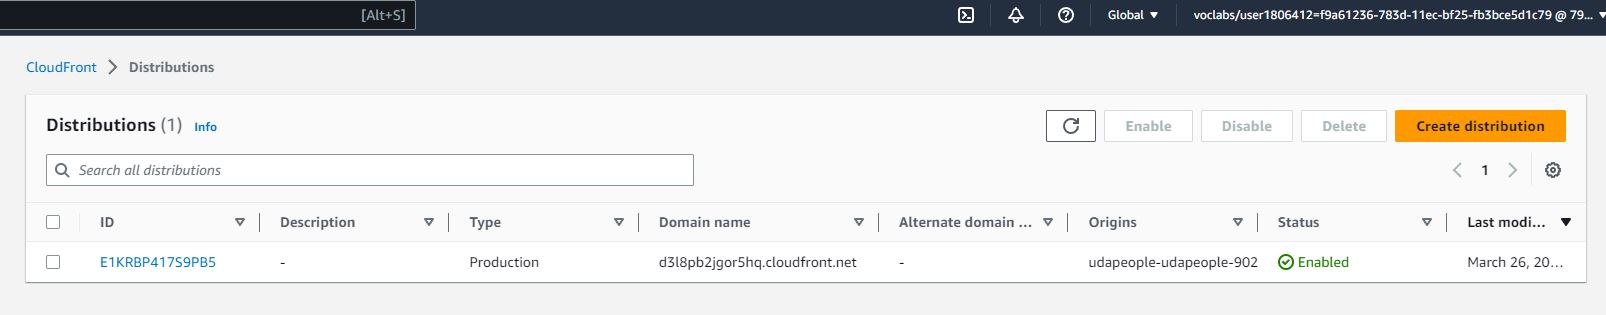 [Alt+S] Global voclabs/user1806412=f9a61236-783d-11ec-bf25-fb3bce5d1c79 @ 79...
CloudFront Distributions
Distributions (1) Info Enable Disable Delete Create distribution
Search all distributions 1
ID Description Type Domain name Alternate domain ... Origins Status Last modi...
E1KRBP417S9PB5 - Production d3l8pb2jgor5hq.cloudfront.net - udapeople-udapeople-902 Enabled March 26, 20...